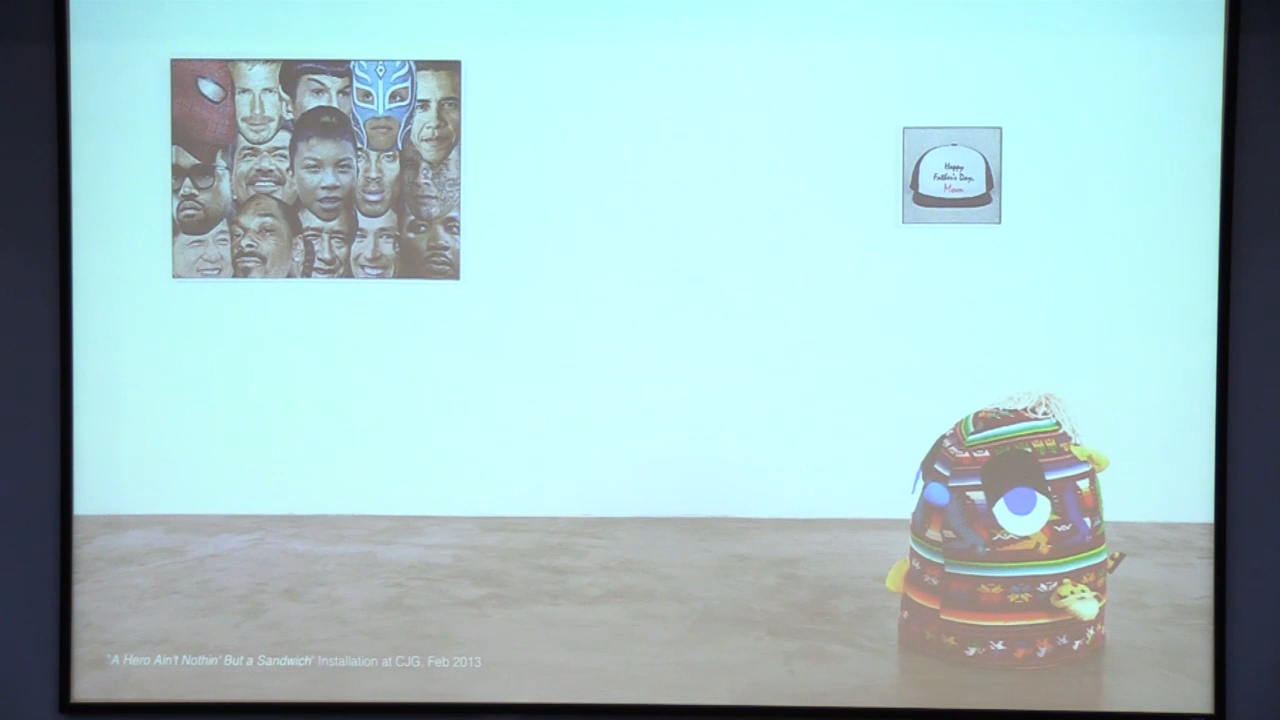 Happy
Father's Day,
Mom
"A Hero Ain't Nothin' But a Sandwich" Installation at CJG, Feb 2013